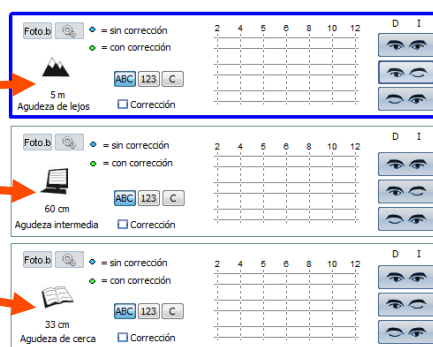 Foto.b = sin corrección 2 4 6 8 10 12 D I
= con corrección
ABC 123 C
5 m
Agudeza de lejos Corrección
Foto.b = sin corrección 2 4 5 6 8 10 12 D I
= con corrección
ABC 123 C
60 cm
Agudeza intermedia Corrección
Foto.b = sin corrección 2 4 5 6 8 10 12 D I
= con corrección
ABC 123 C
33 cm
Agudeza de cerca Corrección